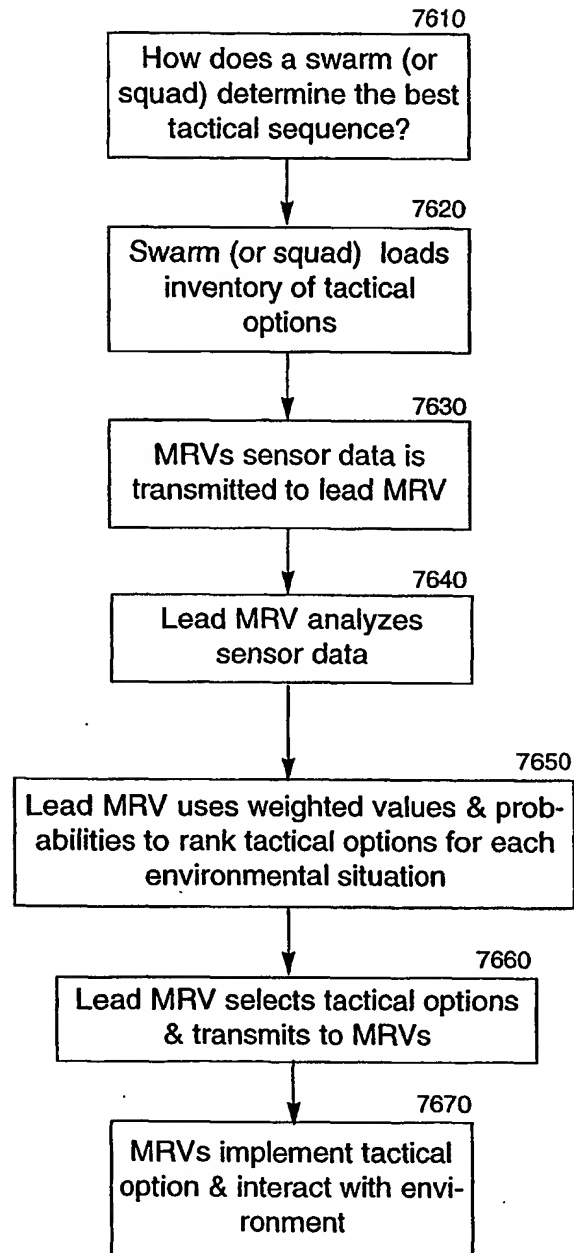 7610
How does a swarm (or
squad) determine the best
tactical sequence?
7620
Swarm (or squad) loads
inventory of tactical
options
7630
MRVs sensor data is
transmitted to lead MRV
7640
Lead MRV analyzes
sensor data
7650
Lead MRV uses weighted values & prob-
abilities to rank tactical options for each
environmental situation
7660
Lead MRV selects tactical options
& transmits to MRVs
7670
MRVs implement tactical
option & interact with envi-
ronment